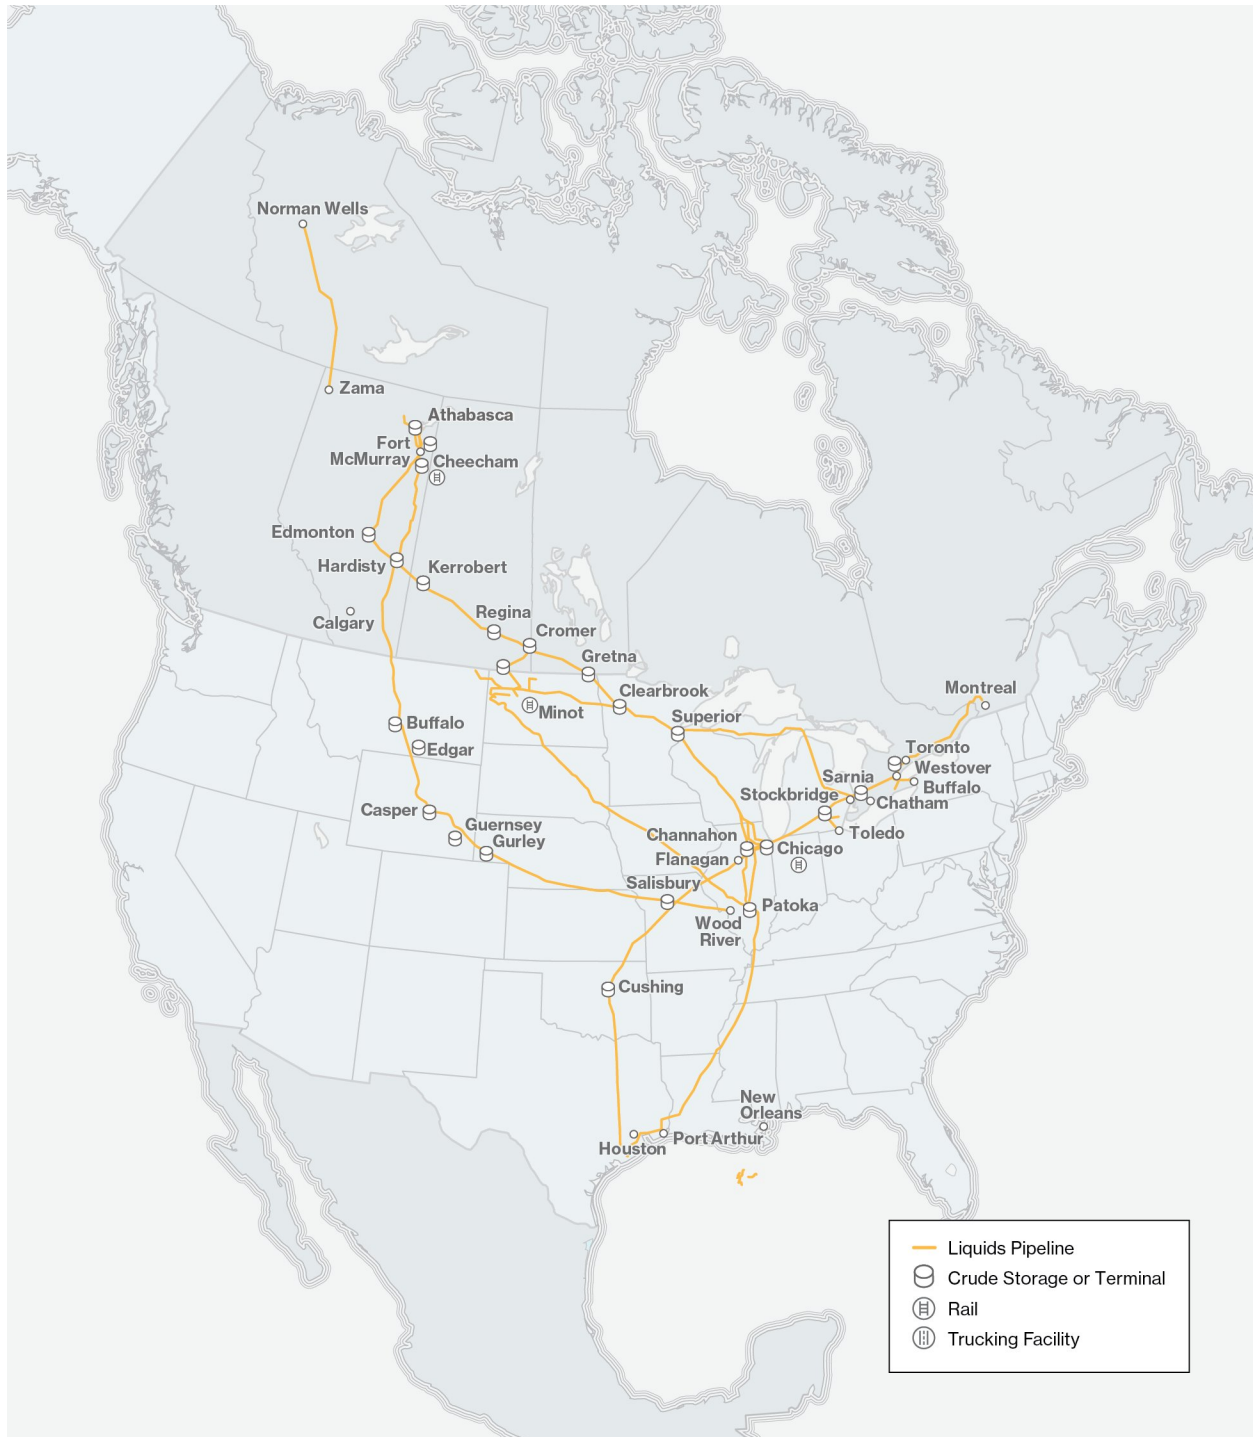 Norman Wells
Zama
Athabasca
Fort
McMurray
Cheecham
Edmonton
Hardisty
Kerrobert
Calgary
Regina
Cromer
Gretna
Clearbrook
Minot
Superior
Montreal
Buffalo
Edgar
Toronto
Westover
Sarnia
Buffalo
Stockbridge
Chatham
Casper
Guernsey
Gurley
Channahon
Toledo
Chicago
Flanagan
Salisbury
Patoka
Wood
River
Cushing
New
Orleans
Houston
Port Arthur
Liquids Pipeline
Crude Storage or Terminal
Rail
Trucking Facility